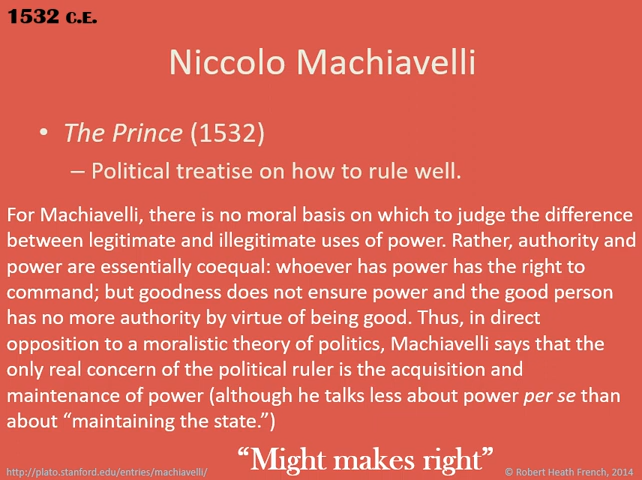 1532 C.E.
Niccolo Machiavelli
• The Prince (1532)
– Political treatise on how to rule well.
For Machiavelli, there is no moral basis on which to judge the difference
between legitimate and illegitimate uses of power. Rather, authority and
power are essentially coequal: whoever has power has the right to
command; but goodness does not ensure power and the good person
has no more authority by virtue of being good. Thus, in direct
opposition to a moralistic theory of politics, Machiavelli says that the
only real concern of the political ruler is the acquisition and
maintenance of power (although he talks less about power per se than
about “maintaining the state.”)
“Might makes right”
http://plato.stanford.edu/entries/machiavelli/
© Robert Heath French, 2014